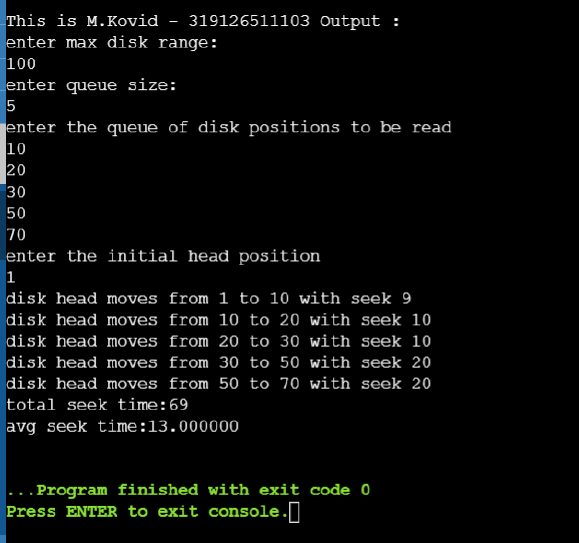 This is M.Kovid - 319126511103 Output :
enter max disk range:
100
enter queue size:
5
enter the queue of disk positions to be read
10
20
30
50
70
enter the initial head position
1
disk head moves from 1 to 10 with seek 9
disk head moves from 10 to 20 with seek 10
disk head moves from 20 to 30 with seek 10
disk head moves from 30 to 50 with seek 20
disk head moves from 50 to 70 with seek 20
total seek time:69
avg seek time:13.000000
...Program finished with exit code 0
Press ENTER to exit console.